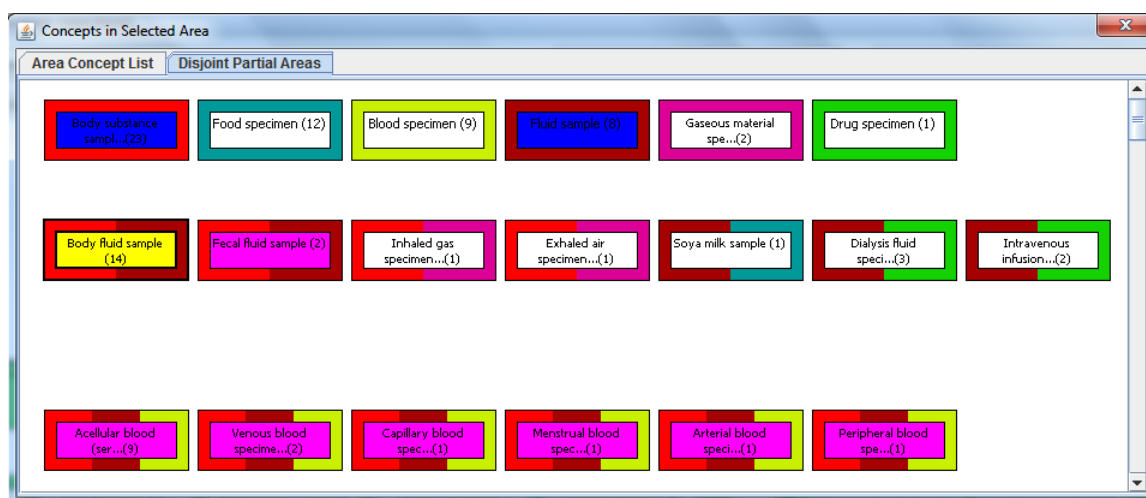 Concepts in Selected Area
Area Concept List
Disjoint Partial Areas
Body substance
sampl...(23)
Food specimen (12)
Blood specimen (9)
Fluid sample (8)
Gaseous material
spe...(2)
Drug specimen (1)
Body fluid sample
(14)
Fecal fluid sample (2)
Inhaled gas
specimen...(1)
Exhaled air
specimen...(1)
Soya milk sample (1)
Dialysis fluid
speci...(3)
Intravenous
infusion...(2)
Acellular blood
(ser...(9)
Venous blood
specime...(2)
Capillary blood
spec...(1)
Menstrual blood
spec...(1)
Arterial blood
speci...(1)
Peripheral blood
spe...(1)